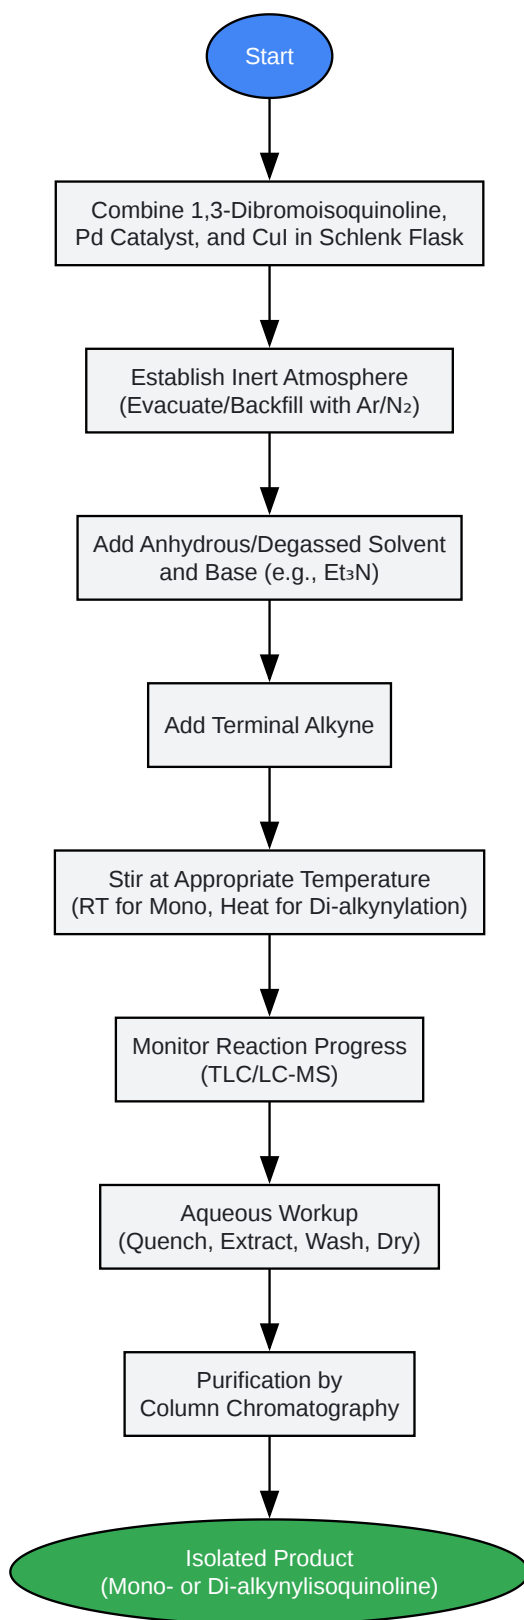 Start
Combine 1,3-Dibromoisoquinoline,
Pd Catalyst, and CuI in Schlenk Flask
Establish Inert Atmosphere
(Evacuate/Backfill with Ar/N₂)
Add Anhydrous/Degassed Solvent
and Base (e.g., Et₃N)
Add Terminal Alkyne
Stir at Appropriate Temperature
(RT for Mono, Heat for Di-alkynylation)
Monitor Reaction Progress
(TLC/LC-MS)
Aqueous Workup
(Quench, Extract, Wash, Dry)
Purification by
Column Chromatography
Isolated Product
(Mono- or Di-alkynylisoquinoline)